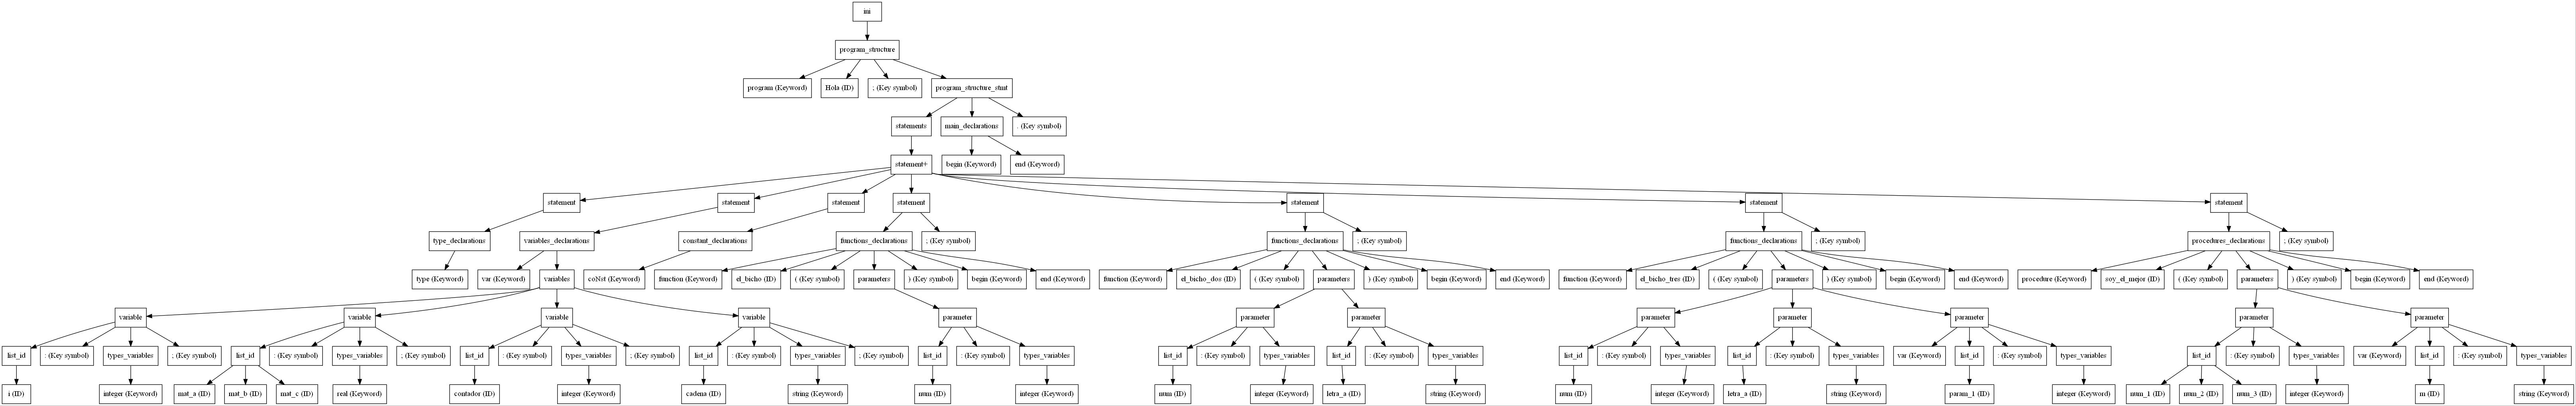 ini
program_structure
program (Keyword) Hola (ID) ; (Key symbol) program_structure_stmt
statements main_declarations . (Key symbol)
statement+ begin (Keyword) end (Keyword)
statement statement statement statement statement statement statement
type_declarations variables_declarations constant_declarations functions_declarations ; (Key symbol) functions_declarations ; (Key symbol) functions_declarations ; (Key symbol) procedures_declarations ; (Key symbol)
type (Keyword) var (Keyword) variables coNst (Keyword) function (Keyword) el_bicho (ID) ( (Key symbol) parameters ) (Key symbol) begin (Keyword) end (Keyword) function (Keyword) el_bicho_dos (ID) ( (Key symbol) parameters ) (Key symbol) begin (Keyword) end (Keyword) function (Keyword) el_bicho_tres (ID) ( (Key symbol) parameters ) (Key symbol) begin (Keyword) end (Keyword) procedure (Keyword) soy_el_mejor (ID) ( (Key symbol) parameters ) (Key symbol) begin (Keyword) end (Keyword)
variable variable variable variable parameter parameter parameter parameter parameter parameter parameter parameter
list_id : (Key symbol) types_variables ; (Key symbol) list_id : (Key symbol) types_variables ; (Key symbol) list_id : (Key symbol) types_variables ; (Key symbol) list_id : (Key symbol) types_variables ; (Key symbol) list_id : (Key symbol) types_variables list_id : (Key symbol) types_variables list_id : (Key symbol) types_variables list_id : (Key symbol) types_variables list_id : (Key symbol) types_variables var (Keyword) list_id : (Key symbol) types_variables list_id : (Key symbol) types_variables var (Keyword) list_id : (Key symbol) types_variables
i (ID) integer (Keyword) mat_a (ID) mat_b (ID) mat_c (ID) real (Keyword) contador (ID) integer (Keyword) cadena (ID) string (Keyword) num (ID) integer (Keyword) num (ID) integer (Keyword) letra_a (ID) string (Keyword) num (ID) integer (Keyword) letra_a (ID) string (Keyword) param_1 (ID) integer (Keyword) num_1 (ID) num_2 (ID) num_3 (ID) integer (Keyword) m (ID) string (Keyword)